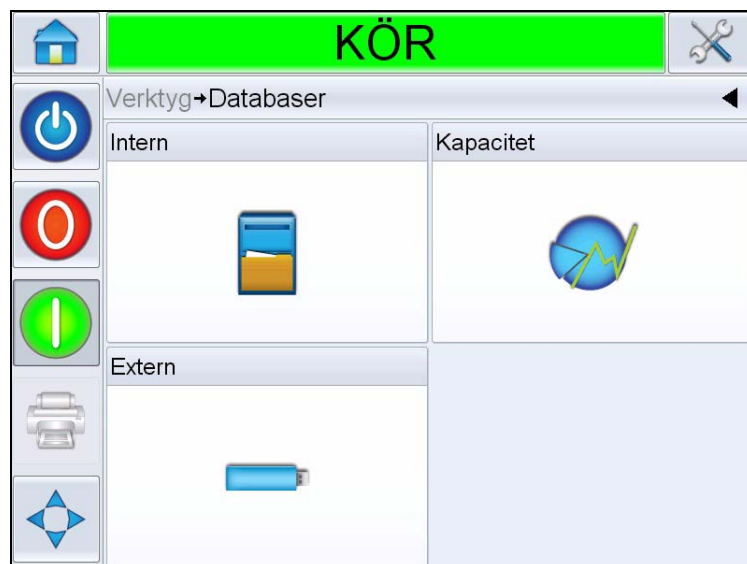 KÖR
Verktyg→Databaser
Intern
Kapacitet
Extern